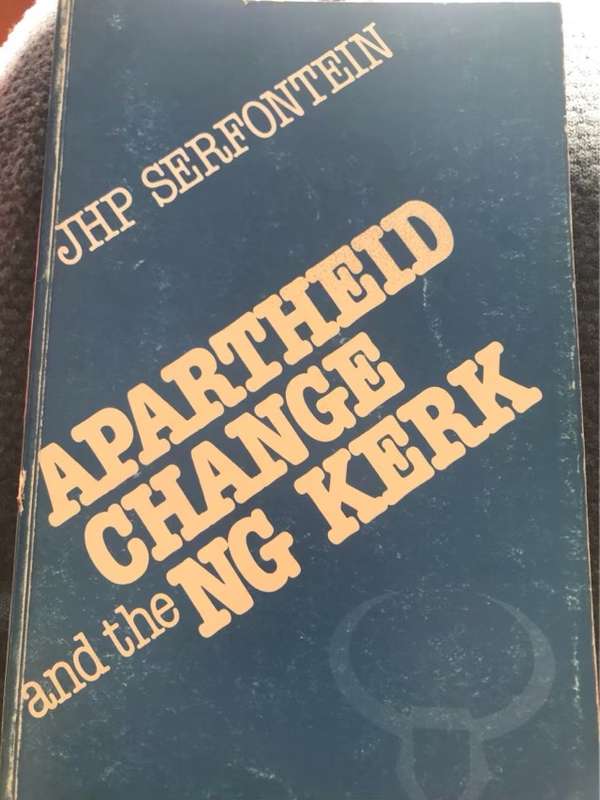 JHP SERFONTEIN
APARTHEID
CHANGE
and the NG KERK